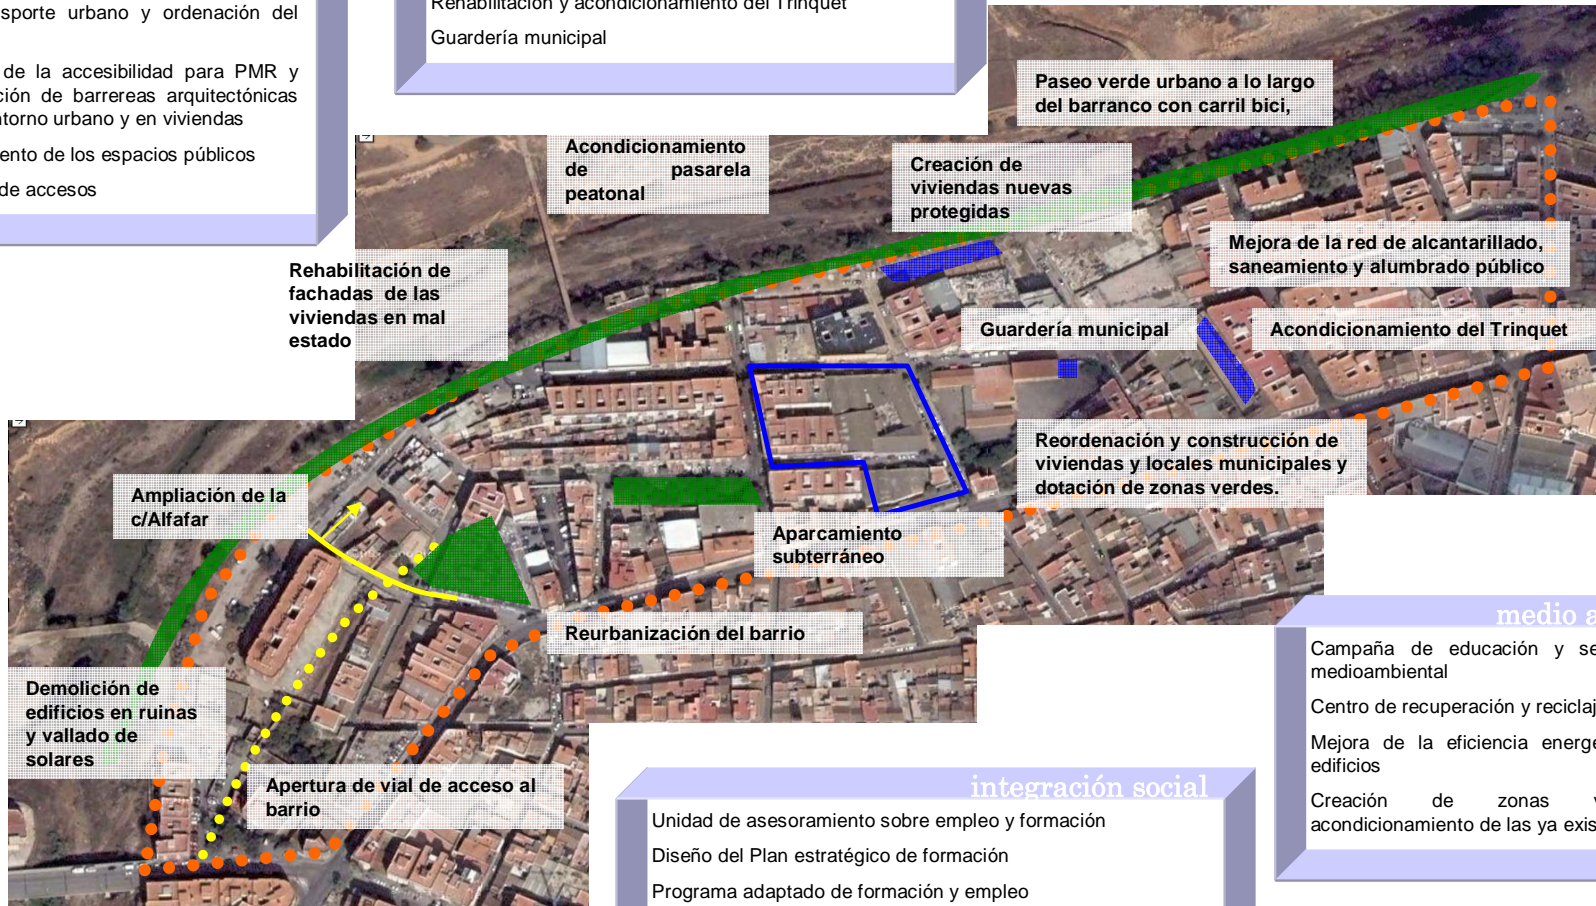 sporte urbano y ordenación del
de la accesibilidad para PMR y
ción de barrereas arquitectónicas
ntorno urbano y en viviendas
ento de los espacios públicos
de accesos
Rehabilitación y acondicionamiento del Trinquet
Guardería municipal
Paseo verde urbano a lo largo
del barranco con carril bici,
Acondicionamiento
de pasarela
peatonal
Creación de
viviendas nuevas
protegidas
Mejora de la red de alcantarillado,
saneamiento y alumbrado público
Rehabilitación de
fachadas de las
viviendas en mal
estado
Guardería municipal
Acondicionamiento del Trinquet
Reordenación y construcción de
viviendas y locales municipales y
dotación de zonas verdes.
Ampliación de la
c/Alfafar
Aparcamiento
subterráneo
Reurbanización del barrio
Demolición de
edificios en ruinas
y vallado de
solares
Apertura de vial de acceso al
barrio
medio a
Campaña de educación y se
medioambiental
Centro de recuperación y reciclaj
Mejora de la eficiencia energé
edificios
Creación de zonas v
acondicionamiento de las ya exis
integración social
Unidad de asesoramiento sobre empleo y formación
Diseño del Plan estratégico de formación
Programa adaptado de formación y empleo